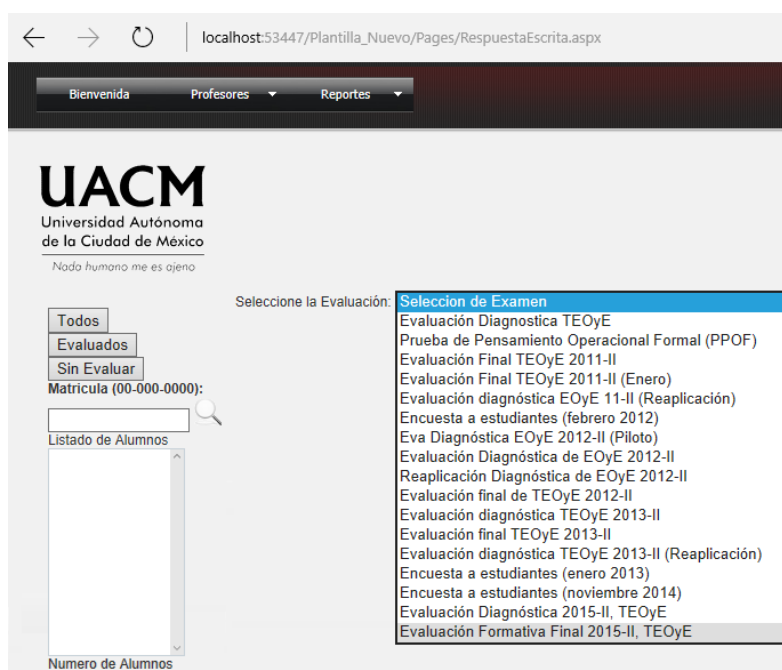 localhost:53447/Plantilla_Nuevo/Pages/RespuestaEscrita.aspx
Bienvenida Profesores Reportes
UACM
Universidad Autónoma
de la Ciudad de México
Nada humano me es ajeno
Seleccione la Evaluación:
Seleccion de Examen
Evaluación Diagnostica TEOyE
Prueba de Pensamiento Operacional Formal (PPOF)
Evaluación Final TEOyE 2011-II
Evaluación Final TEOyE 2011-II (Enero)
Evaluación diagnóstica EOyE 11-II (Reaplicación)
Encuesta a estudiantes (febrero 2012)
Eva Diagnóstica EOyE 2012-II (Piloto)
Evaluación Diagnóstica de EOyE 2012-II
Reaplicación Diagnóstica de EOyE 2012-II
Evaluación final de TEOyE 2012-II
Evaluación diagnóstica TEOyE 2013-II
Evaluación final TEOyE 2013-II
Evaluación diagnóstica TEOyE 2013-II (Reaplicación)
Encuesta a estudiantes (enero 2013)
Encuesta a estudiantes (noviembre 2014)
Evaluación Diagnóstica 2015-II, TEOyE
Evaluación Formativa Final 2015-II, TEOyE
Todos
Evaluados
Sin Evaluar
Matricula (00-000-0000):
Listado de Alumnos
Numero de Alumnos